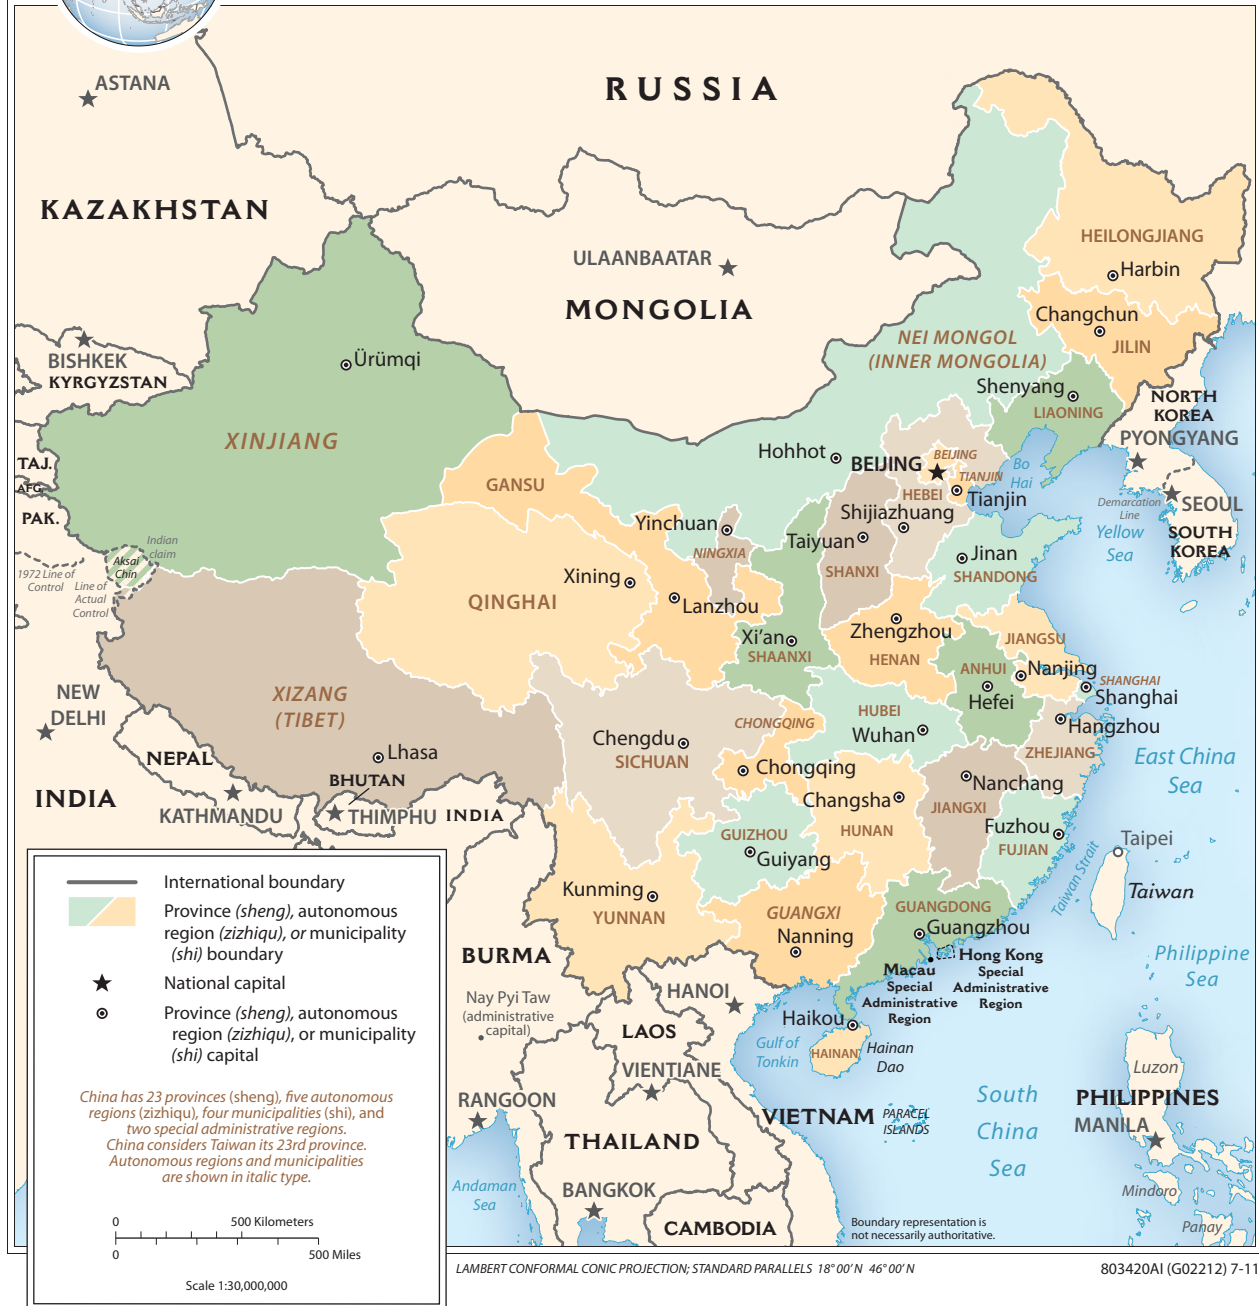 RUSSIA
ASTANA
KAZAKHSTAN
ULAANBAATAR
MONGOLIA
HEILONGJIANG
Harbin
Changchun
JILIN
NEI MONGOL
(INNER MONGOLIA)
BISHKEK
KYRGYZSTAN
Ürümqi
Shenyang
LIAONING
NORTH
KOREA
PYONGYANG
XINJIANG
TAJ.
AFG.
PAK.
GANSU
Hohhot
BEIJING
BEIJING
TIANJIN
Tianjin
HEBEI
Bo
Hai
Demarcation
Line
SEOUL
SOUTH
KOREA
Yellow
Sea
Yinchuan
NINGXIA
Shijiazhuang
Taiyuan
SHANXI
Jinan
SHANDONG
Indian
claim
Aksai
Chin
1972 Line of
Control
Line of
Actual
Control
Xining
QINGHAI
Lanzhou
Xi'an
SHAANXI
Zhengzhou
HENAN
JIANGSU
ANHUI
Nanjing
Hefei
SHANGHAI
Shanghai
XIZANG
(TIBET)
Lhasa
NEW
DELHI
NEPAL
KATHMANDU
BHUTAN
THIMPHU
INDIA
INDIA
CHONGQING
Chengdu
SICHUAN
Chongqing
HUBEI
Wuhan
Hangzhou
ZHEJIANG
East China
Sea
Changsha
HUNAN
Nanchang
JIANGXI
Fuzhou
FUJIAN
GUIZHOU
Guiyang
Kunming
YUNNAN
GUANGXI
Nanning
GUANGDONG
Guangzhou
Taipei
Taiwan
Taiwan Strait
Macau
Special
Administrative
Region
Hong Kong
Special
Administrative
Region
Philippine
Sea
BURMA
Nay Pyi Taw
(administrative
capital)
HANOI
LAOS
VIENTIANE
Haikou
Gulf of
Tonkin
HAINAN
Hainan
Dao
RANGOON
THAILAND
VIETNAM
PARACEL
ISLANDS
South
China
Sea
Luzon
PHILIPPINES
MANILA
Mindoro
Panay
Andaman
Sea
BANGKOK
CAMBODIA
Boundary representation is
not necessarily authoritative.
International boundary
Province (sheng), autonomous
region (zizhiqu), or municipality
(shi) boundary
National capital
Province (sheng), autonomous
region (zizhiqu), or municipality
(shi) capital
China has 23 provinces (sheng), five autonomous
regions (zizhiqu), four municipalities (shi), and
two special administrative regions.
China considers Taiwan its 23rd province.
Autonomous regions and municipalities
are shown in italic type.
0 500 Kilometers
0 500 Miles
Scale 1:30,000,000
LAMBERT CONFORMAL CONIC PROJECTION; STANDARD PARALLELS 18°00'N 46°00'N
803420AI (G02212) 7-11